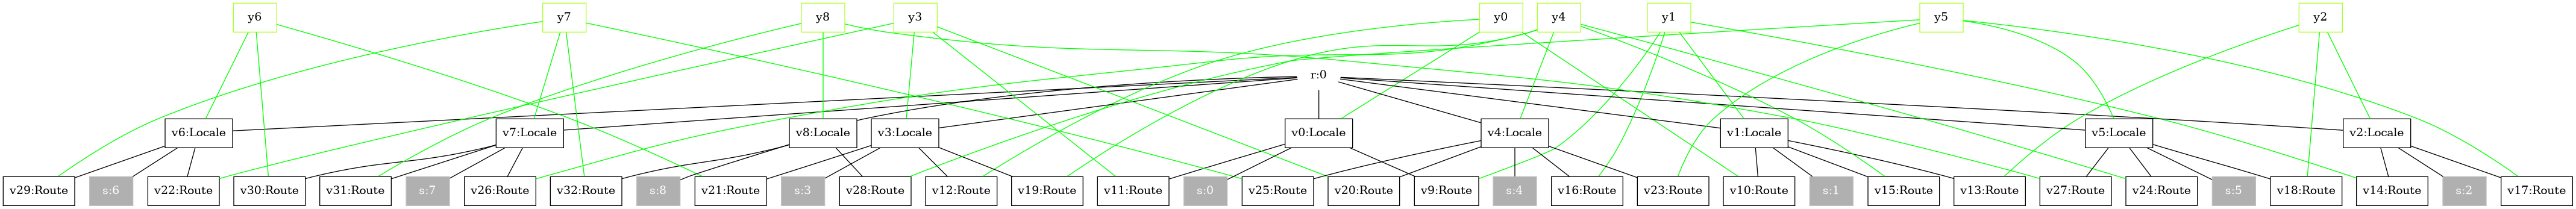 y6 y7 y8 y3 y0 y4 y1 y5 y2
r:0
v6:Locale v7:Locale v8:Locale v3:Locale v0:Locale v4:Locale v1:Locale v5:Locale v2:Locale
v29:Route s:6 v22:Route v30:Route v31:Route s:7 v26:Route v32:Route s:8 v21:Route s:3 v28:Route v12:Route v19:Route v11:Route s:0 v25:Route v20:Route v9:Route s:4 v16:Route v23:Route v10:Route s:1 v15:Route v13:Route v27:Route v24:Route s:5 v18:Route v14:Route s:2 v17:Route